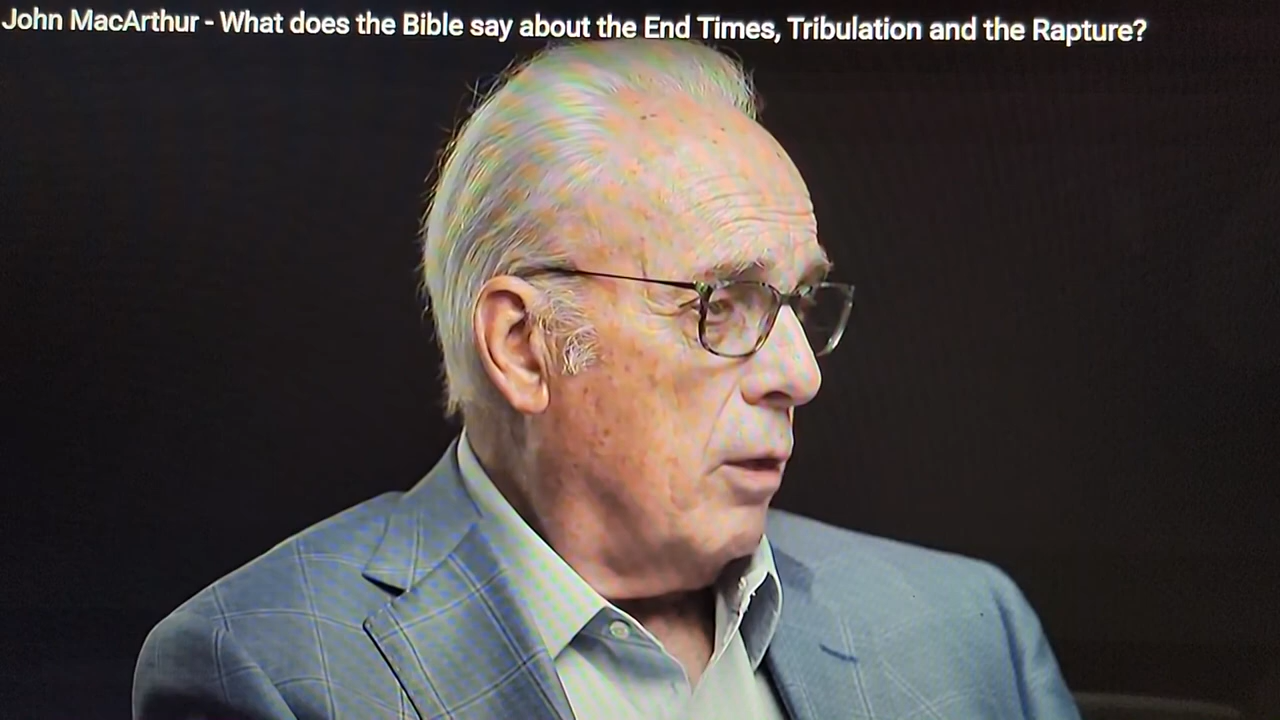 John MacArthur - What does the Bible say about the End Times, Tribulation and the Rapture?